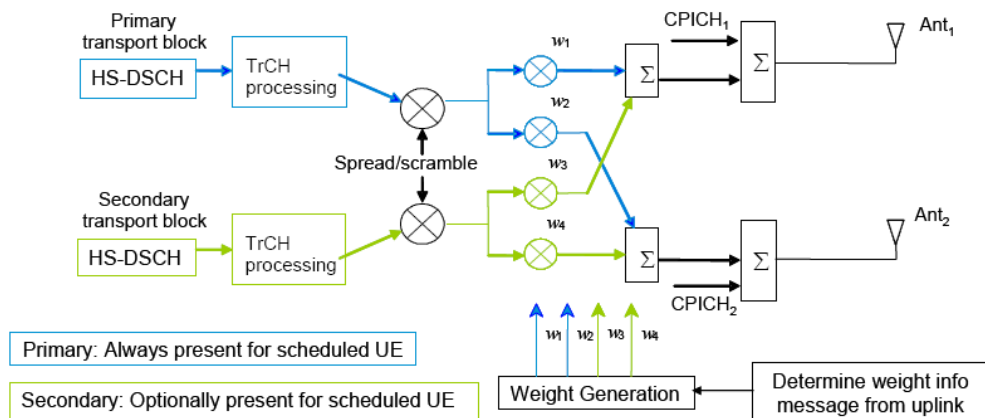 Primary
transport block
HS-DSCH
TrCH
processing
w1
w2
Σ
CPICH1
Σ
Ant1
Spread/scramble
Secondary
transport block
HS-DSCH
TrCH
processing
w3
w4
Σ
CPICH2
Σ
Ant2
w1 w2 w3 w4
Primary: Always present for scheduled UE
Secondary: Optionally present for scheduled UE
Weight Generation
Determine weight info
message from uplink